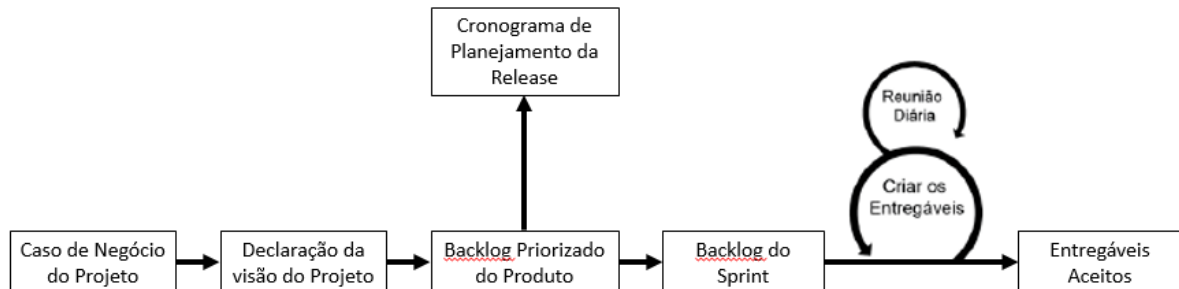 Cronograma de
Planejamento da
Release
Reunião
Diária
Criar os
Entregáveis
Caso de Negócio
do Projeto
Declaração da
visão do Projeto
Backlog Priorizado
do Produto
Backlog do
Sprint
Entregáveis
Aceitos